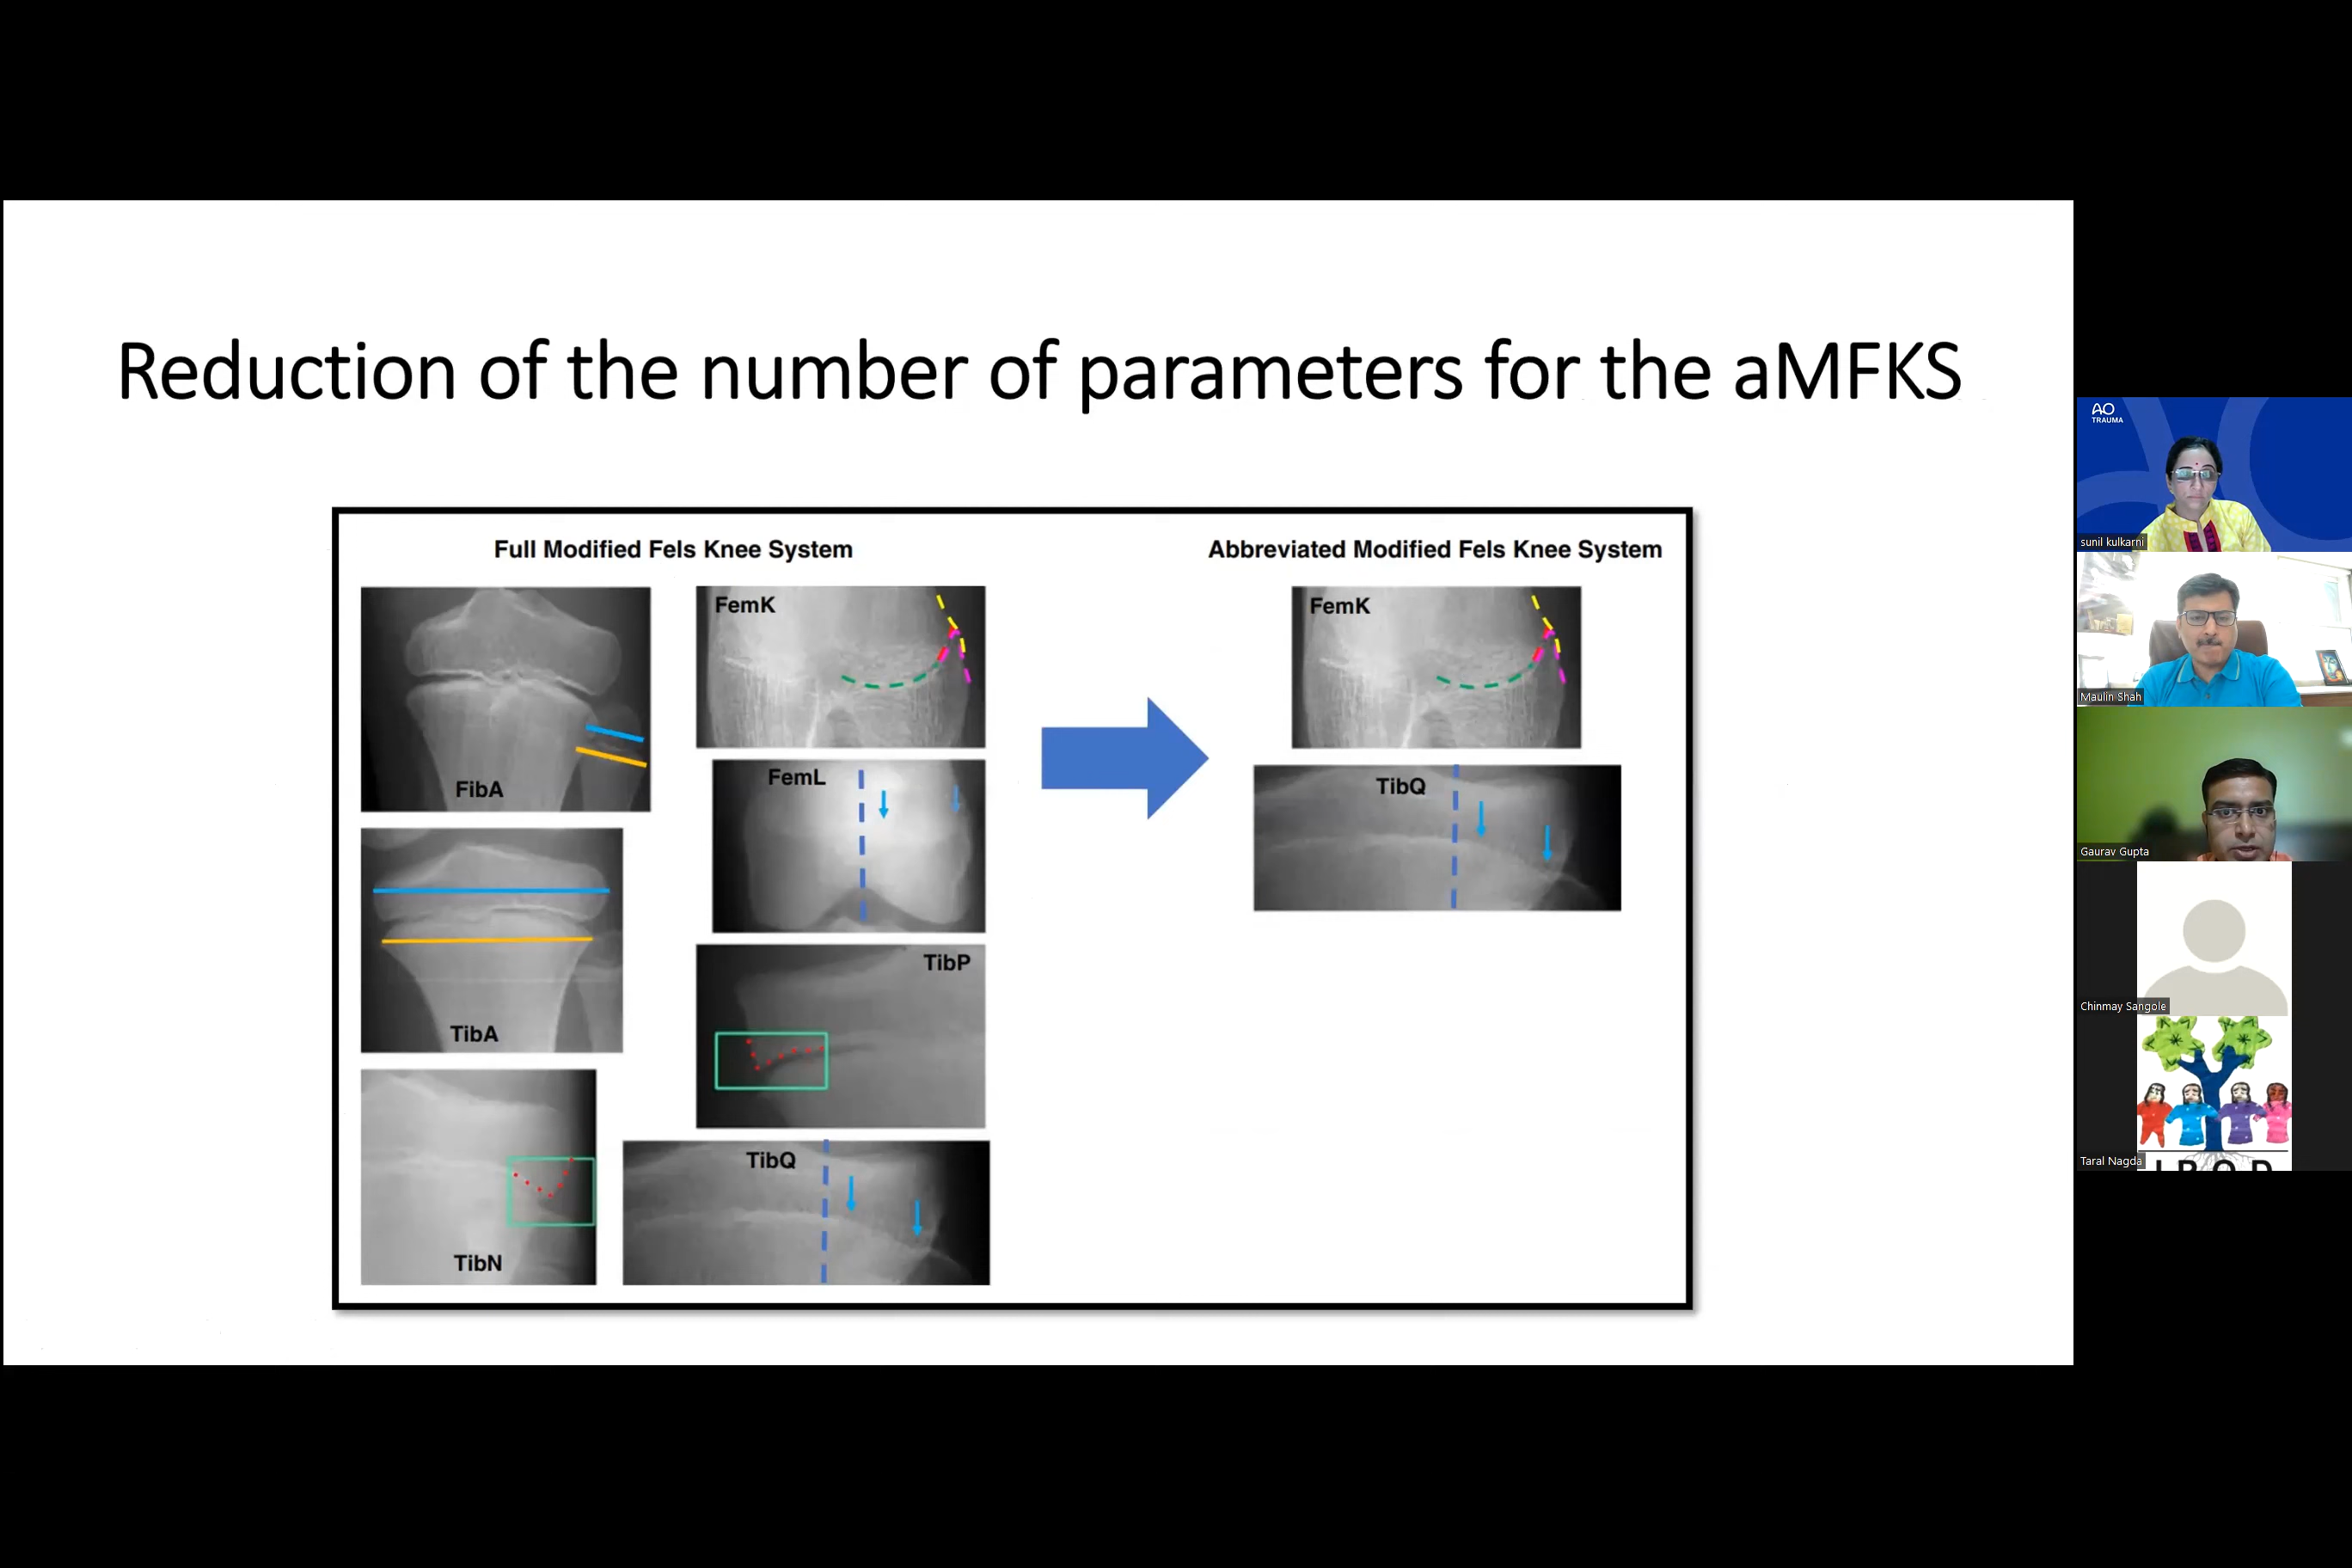 Reduction of the number of parameters for the aMFKS
Full Modified Fels Knee System
Abbreviated Modified Fels Knee System
FibA
FemK
FemL
TibA
TibP
TibN
TibQ
FemK
TibQ
AO
TRAUMA
sunil kulkarni
Maulin Shah
Gaurav Gupta
Chinmay Sangole
Taral Nagda